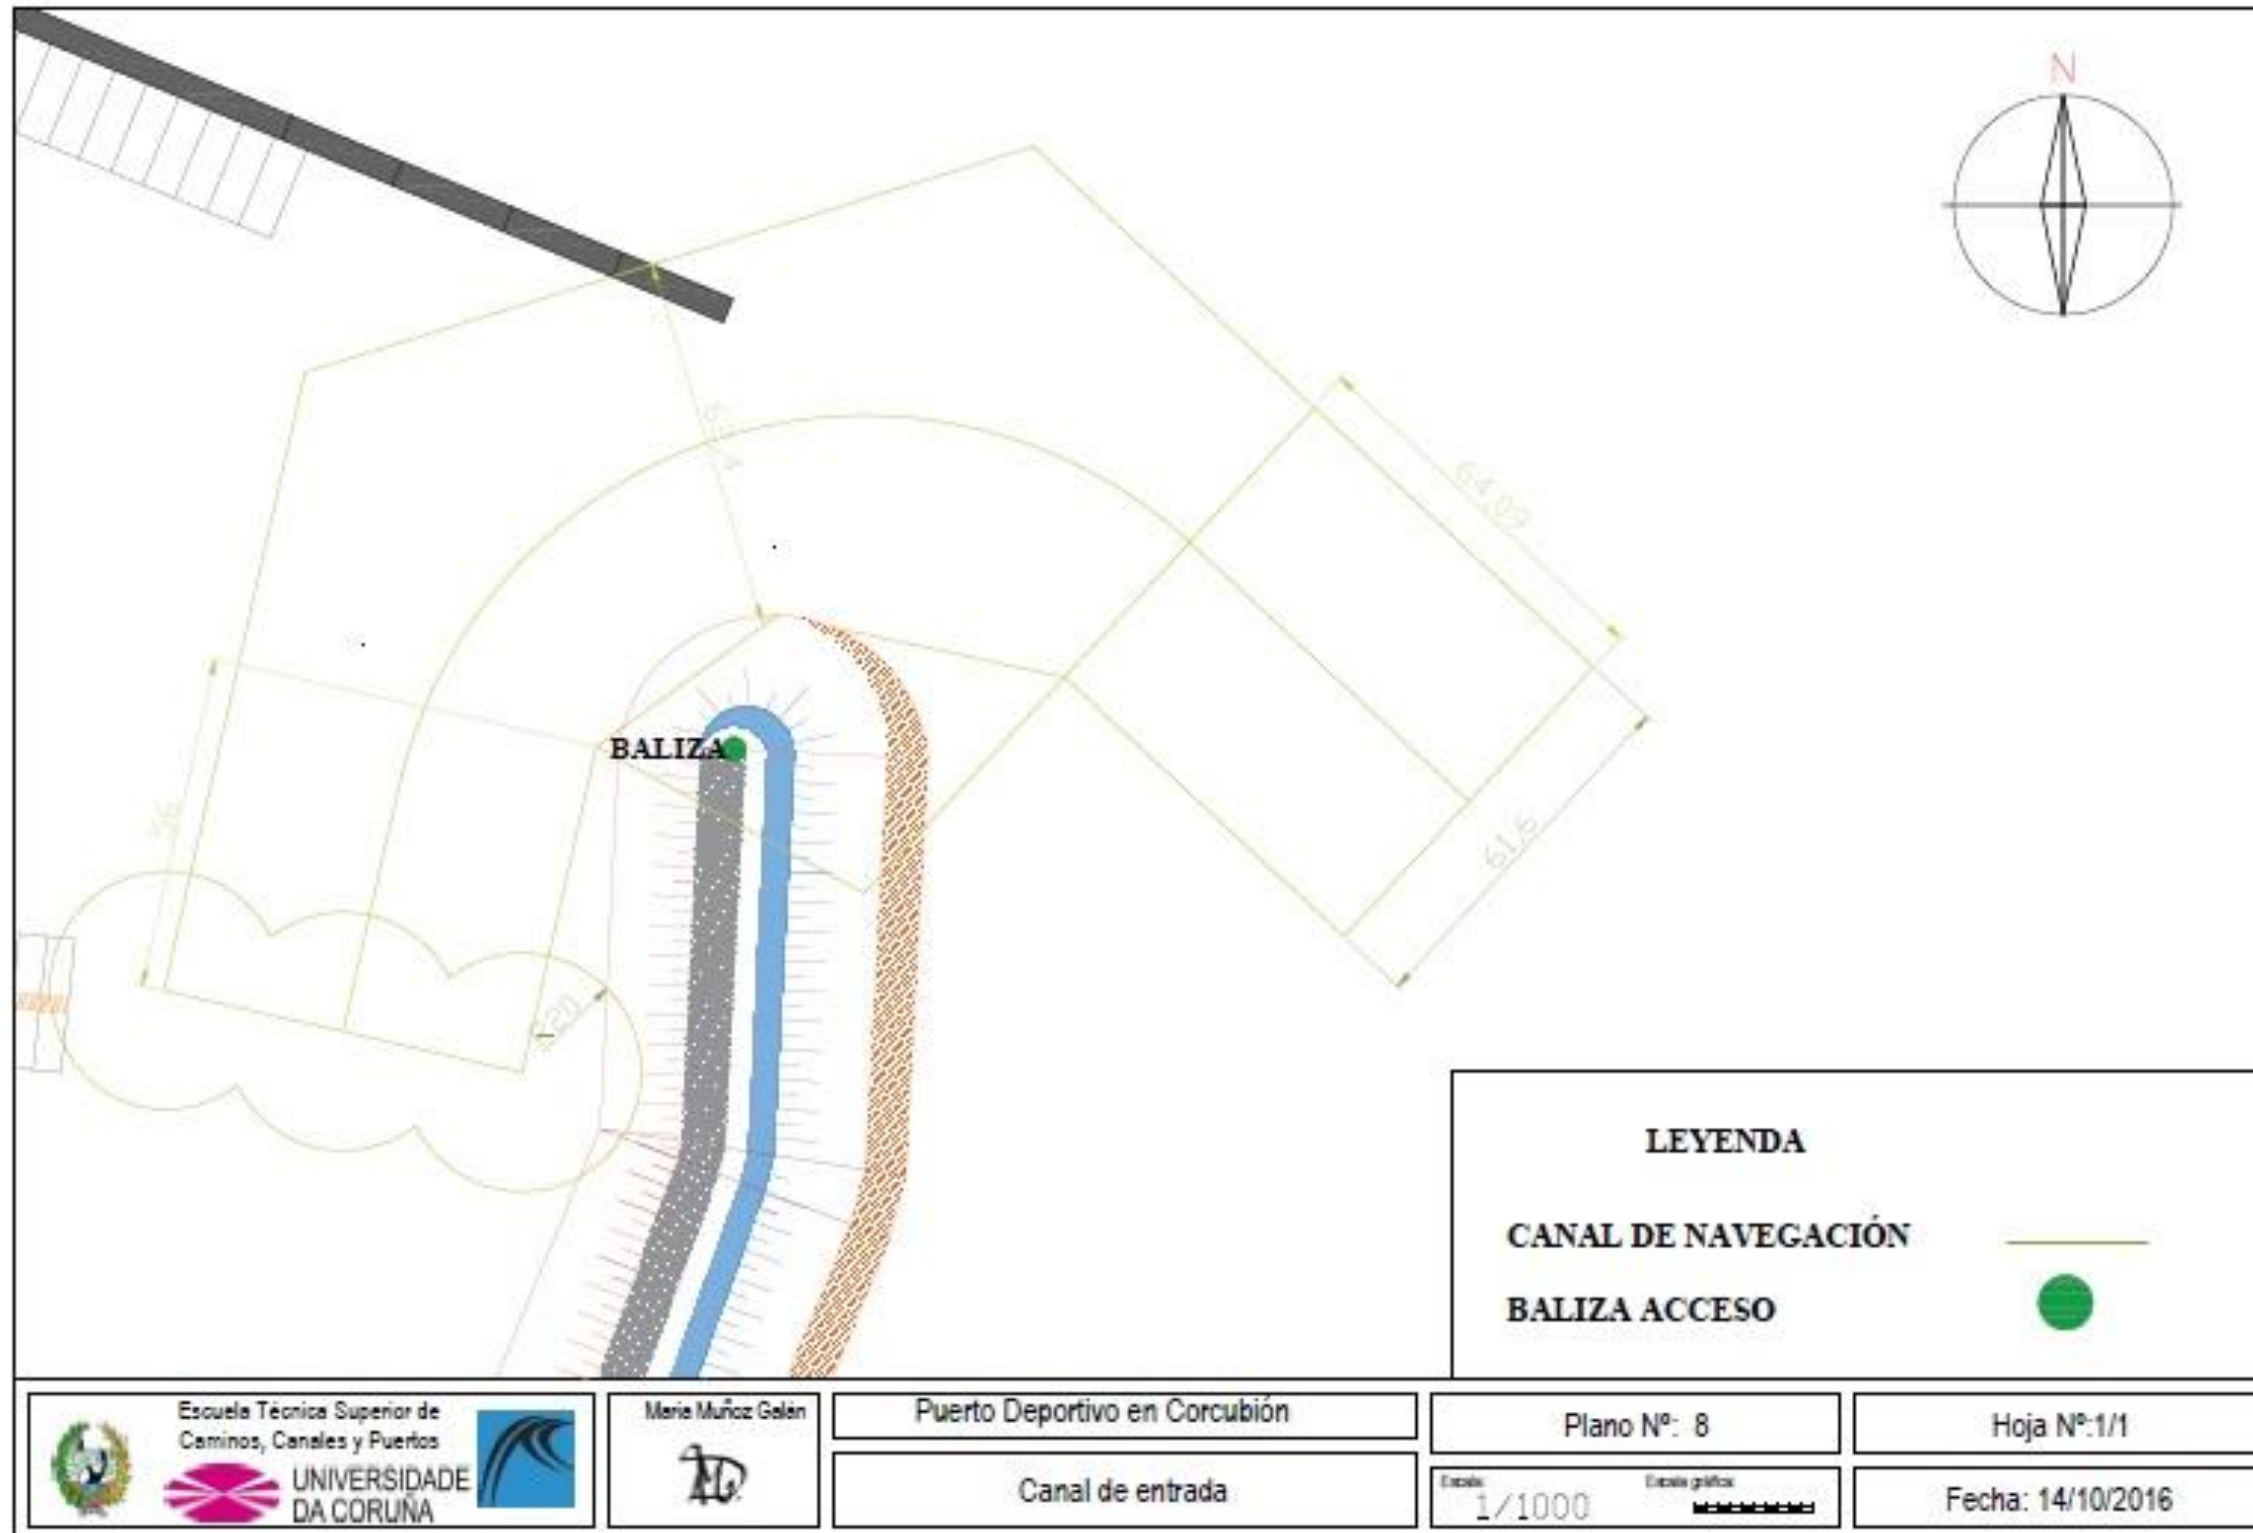 N
64,09
BALIZA
56
61,6
LEYENDA
CANAL DE NAVEGACIÓN
BALIZA ACCESO
Escuela Técnica Superior de
Caminos, Canales y Puertos
UNIVERSIDADE
DA CORUÑA
Maria Muñoz Galán
Puerto Deportivo en Corcubión
Canal de entrada
Plano Nº: 8
Escala:
1/1000
Escala gráfica:
Hoja Nº:1/1
Fecha: 14/10/2016